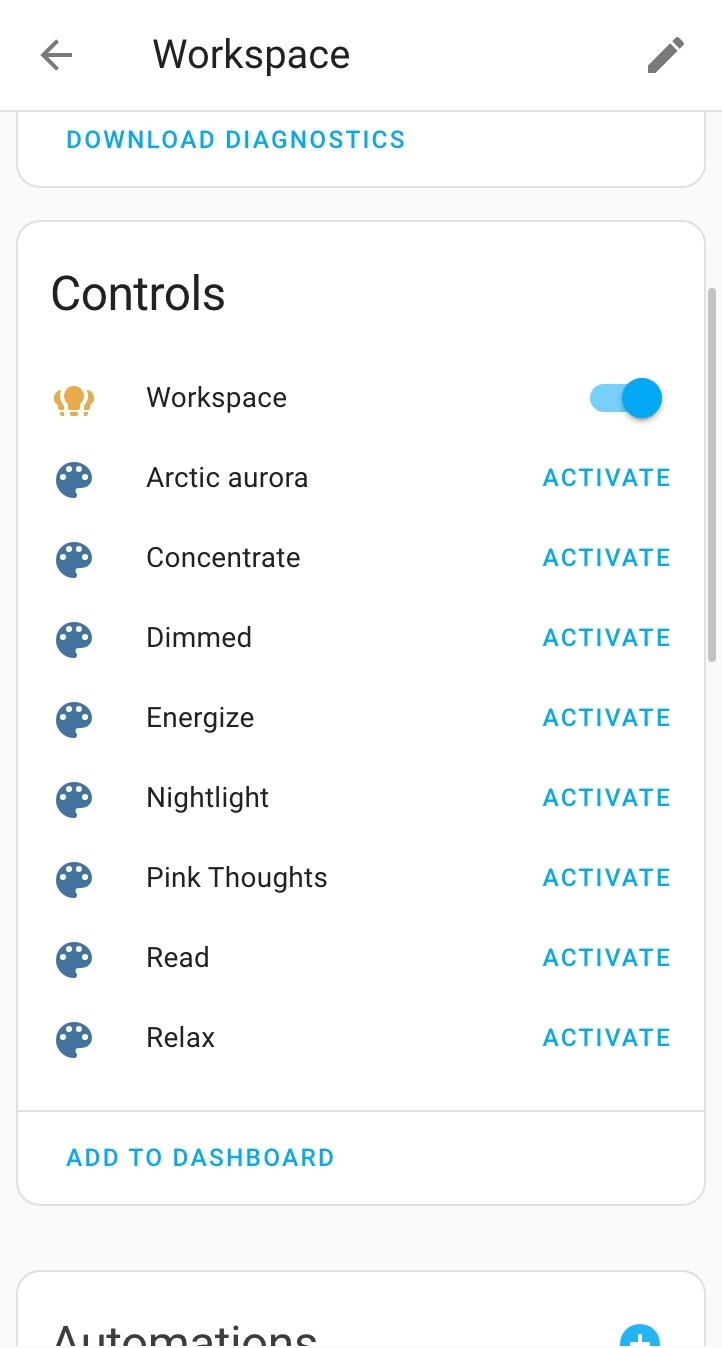 Workspace
DOWNLOAD DIAGNOSTICS
Controls
Workspace
Arctic aurora ACTIVATE
Concentrate ACTIVATE
Dimmed ACTIVATE
Energize ACTIVATE
Nightlight ACTIVATE
Pink Thoughts ACTIVATE
Read ACTIVATE
Relax ACTIVATE
ADD TO DASHBOARD
Automations